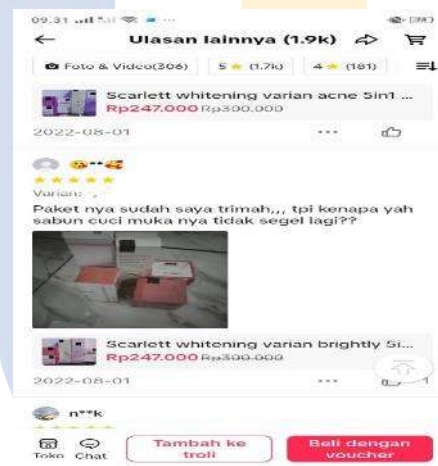 09.31
Ulasan lainnya (1.9k)
Foto & Video(306) 5 (1.7k) 4 (181)
Scarlett whitening varian acne 5in1 ...
Rp247.000 Rp300.000
2022-08-01 ...
Varian:
Paket nya sudah saya trimah,,, tpi kenapa yah
sabun cuci muka nya tidak segel lagi??
Scarlett whitening varian brightly 5i...
Rp247.000 Rp300.000
2022-08-01 ... 1
n**k
Toko Chat
Tambah ke
troli
Beli dengan
voucher